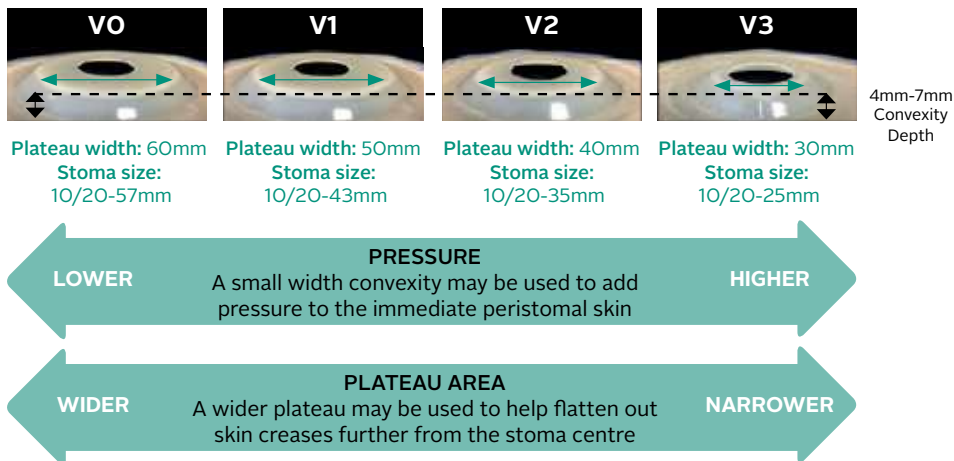 V0
V1
V2
V3
4mm-7mm
Convexity
Depth
Plateau width: 60mm
Stoma size:
10/20-57mm
Plateau width: 50mm
Stoma size:
10/20-43mm
Plateau width: 40mm
Stoma size:
10/20-35mm
Plateau width: 30mm
Stoma size:
10/20-25mm
LOWER
PRESSURE
A small width convexity may be used to add
pressure to the immediate peristomal skin
HIGHER
WIDER
PLATEAU AREA
A wider plateau may be used to help flatten out
skin creases further from the stoma centre
NARROWER